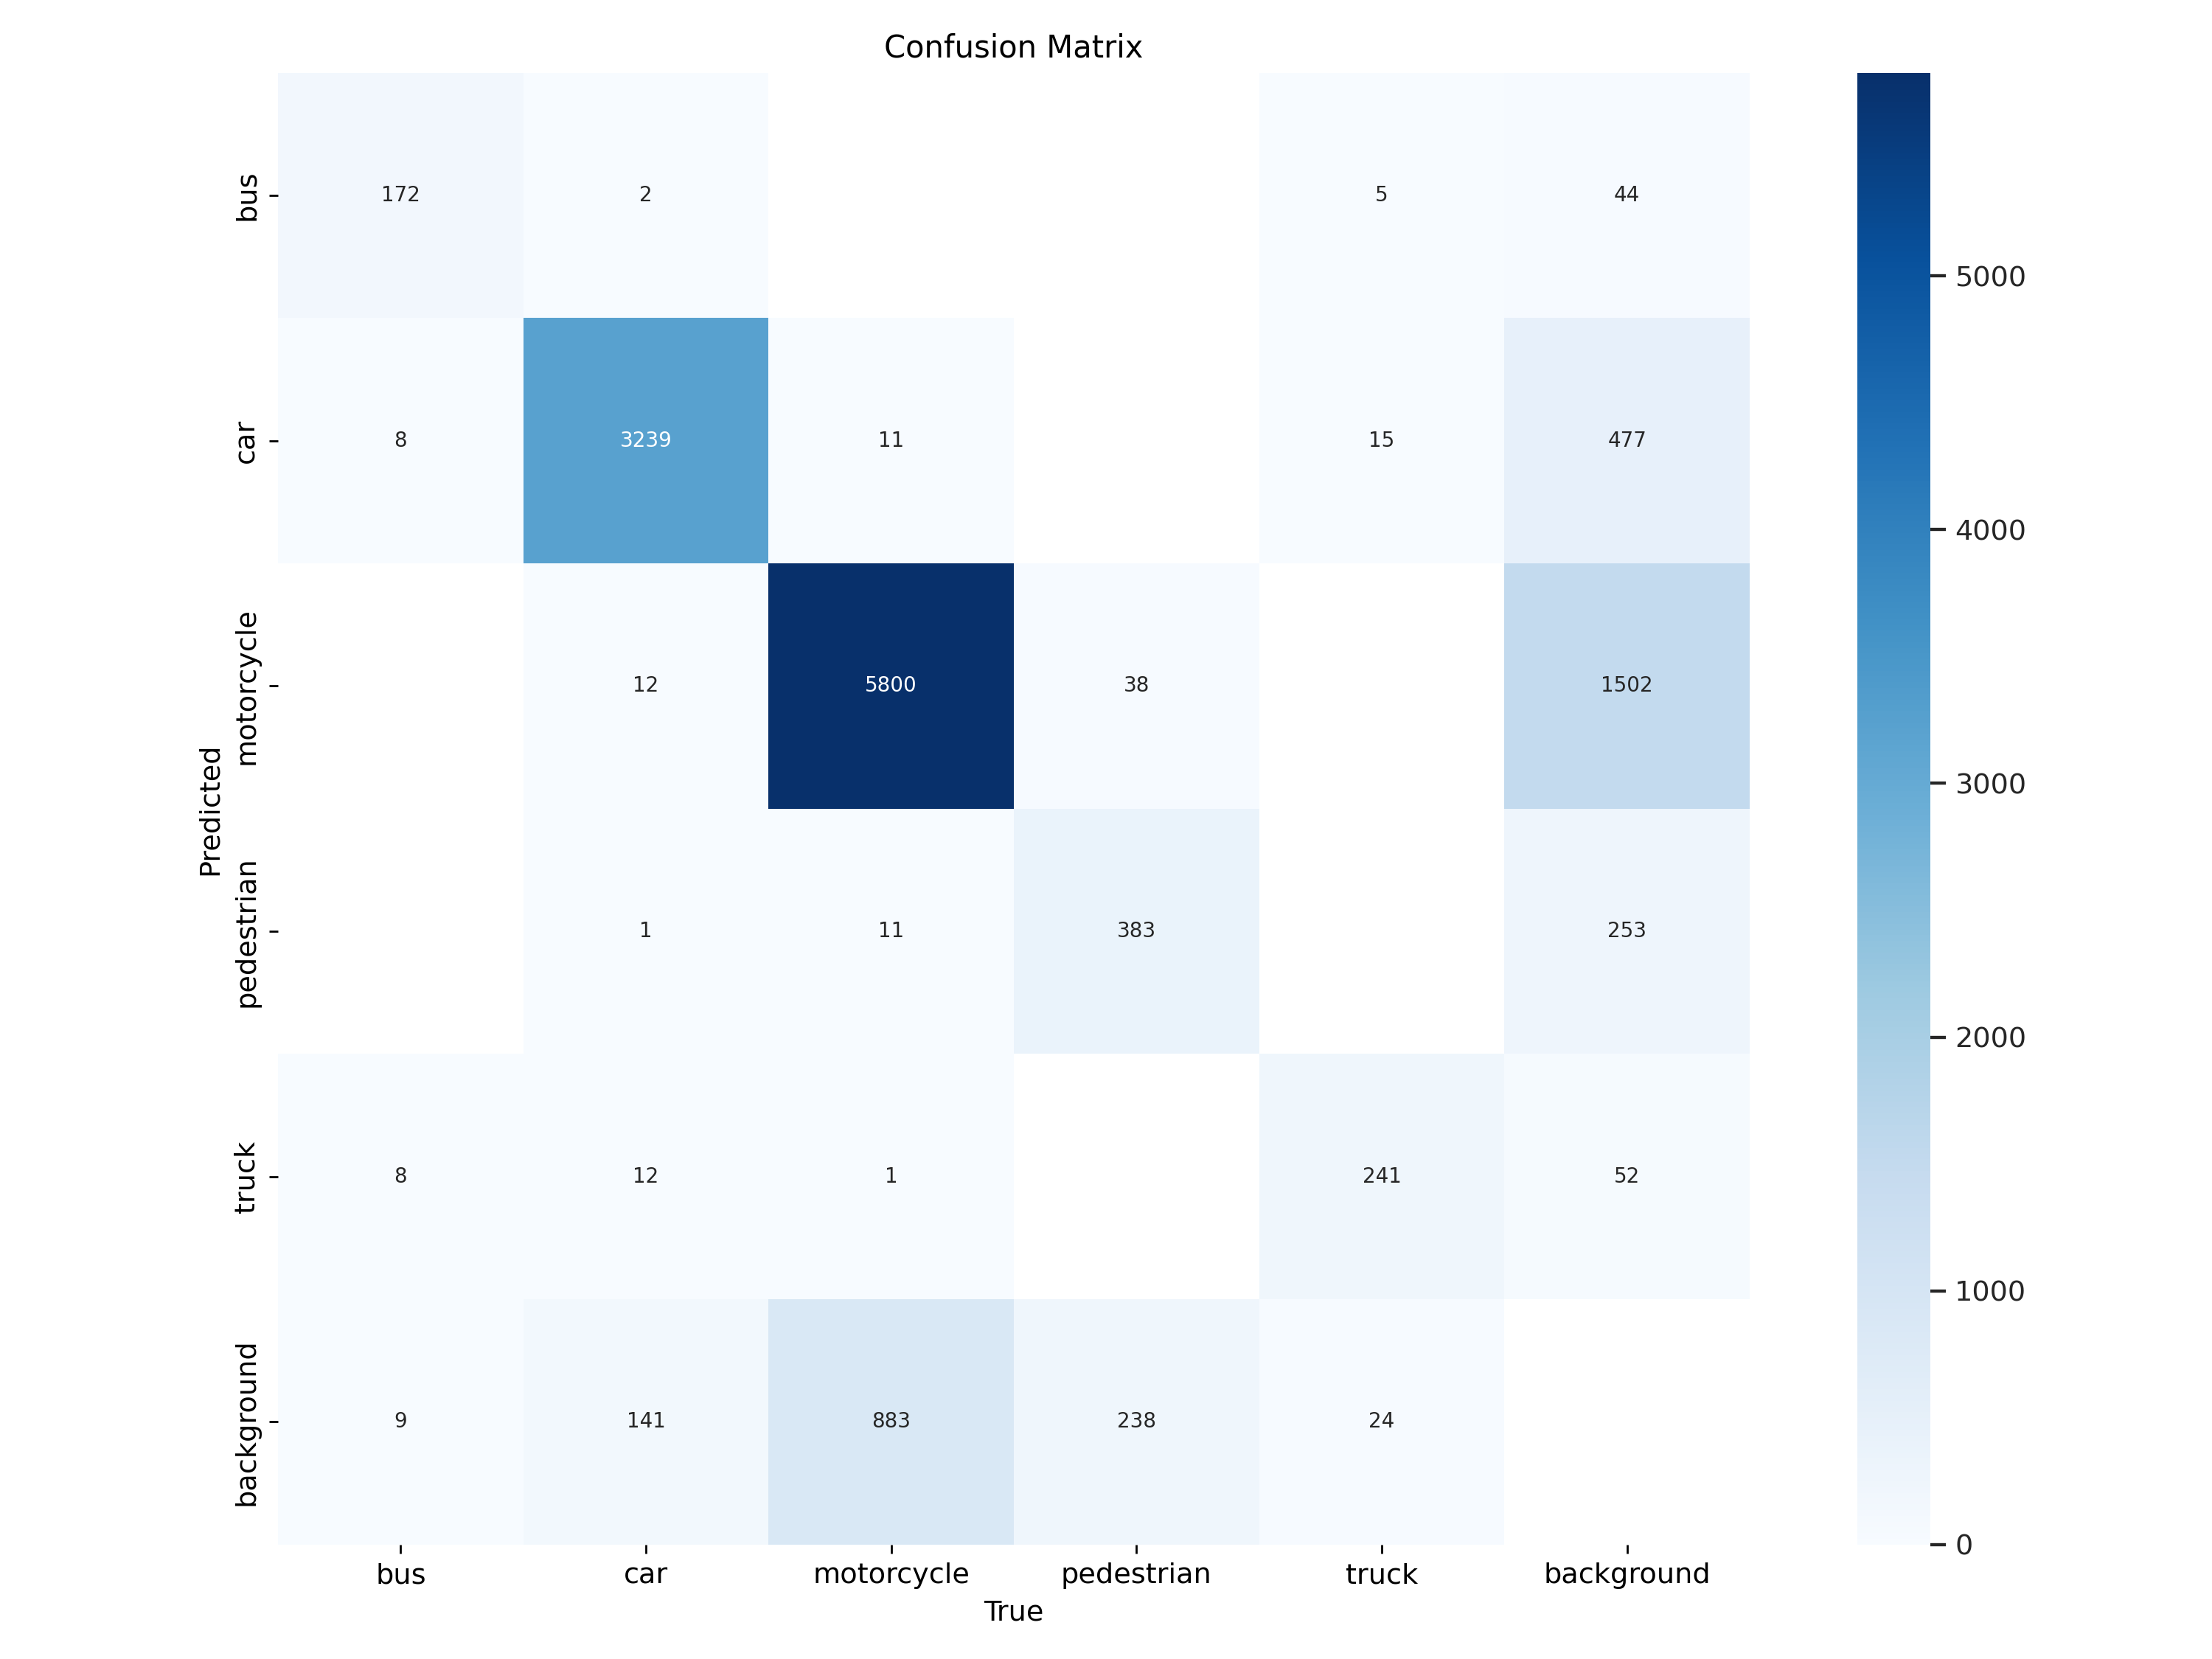 Confusion Matrix
bus 172 2 5 44
car 8 3239 11 15 477
motorcycle 12 5800 38 1502
pedestrian 1 11 383 253
truck 8 12 1 241 52
background 9 141 883 238 24
bus car motorcycle pedestrian truck background
True
Predicted
5000
4000
3000
2000
1000
0